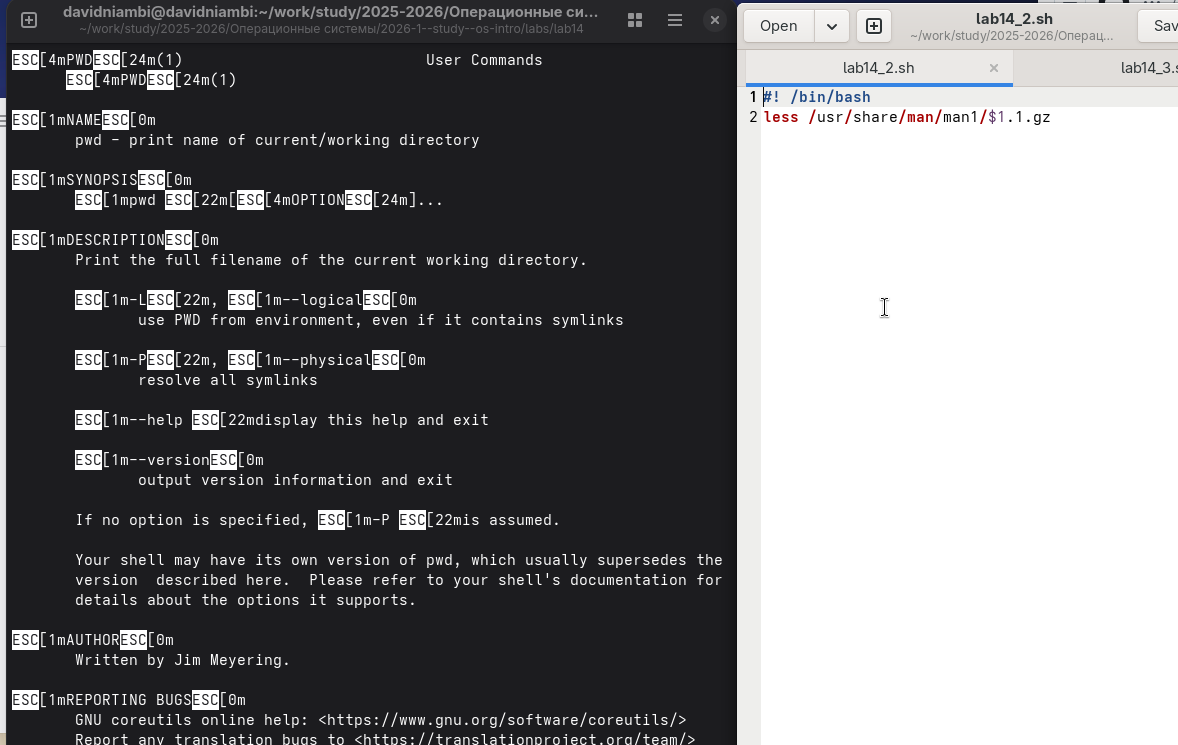 davidniambi@davidniambi:~/work/study/2025-2026/Операционные си...
~/work/study/2025-2026/Операционные системы/2026-1--study--os-intro/labs/lab14
ESC[4mPWDESC[24m(1) User Commands
ESC[4mPWDESC[24m(1)
ESC[1mNAMEESC[0m
pwd - print name of current/working directory
ESC[1mSYNOPSISESC[0m
ESC[1mpwd ESC[22m[ESC[4mOPTIONESC[24m]...
ESC[1mDESCRIPTIONESC[0m
Print the full filename of the current working directory.
ESC[1m-LESC[22m, ESC[1m--logicalESC[0m
use PWD from environment, even if it contains symlinks
ESC[1m-PESC[22m, ESC[1m--physicalESC[0m
resolve all symlinks
ESC[1m--help ESC[22mdisplay this help and exit
ESC[1m--versionESC[0m
output version information and exit
If no option is specified, ESC[1m-P ESC[22mis assumed.
Your shell may have its own version of pwd, which usually supersedes the
version  described here.  Please refer to your shell's documentation for
details about the options it supports.
ESC[1mAUTHORESC[0m
Written by Jim Meyering.
ESC[1mREPORTING BUGSESC[0m
GNU coreutils online help: <https://www.gnu.org/software/coreutils/>
Report any translation bugs to <https://translationproject.org/team/>
Open
lab14_2.sh
~/work/study/2025-2026/Операц...
Sav
lab14_2.sh
lab14_3.s
1 #! /bin/bash
2 less /usr/share/man/man1/$1.1.gz